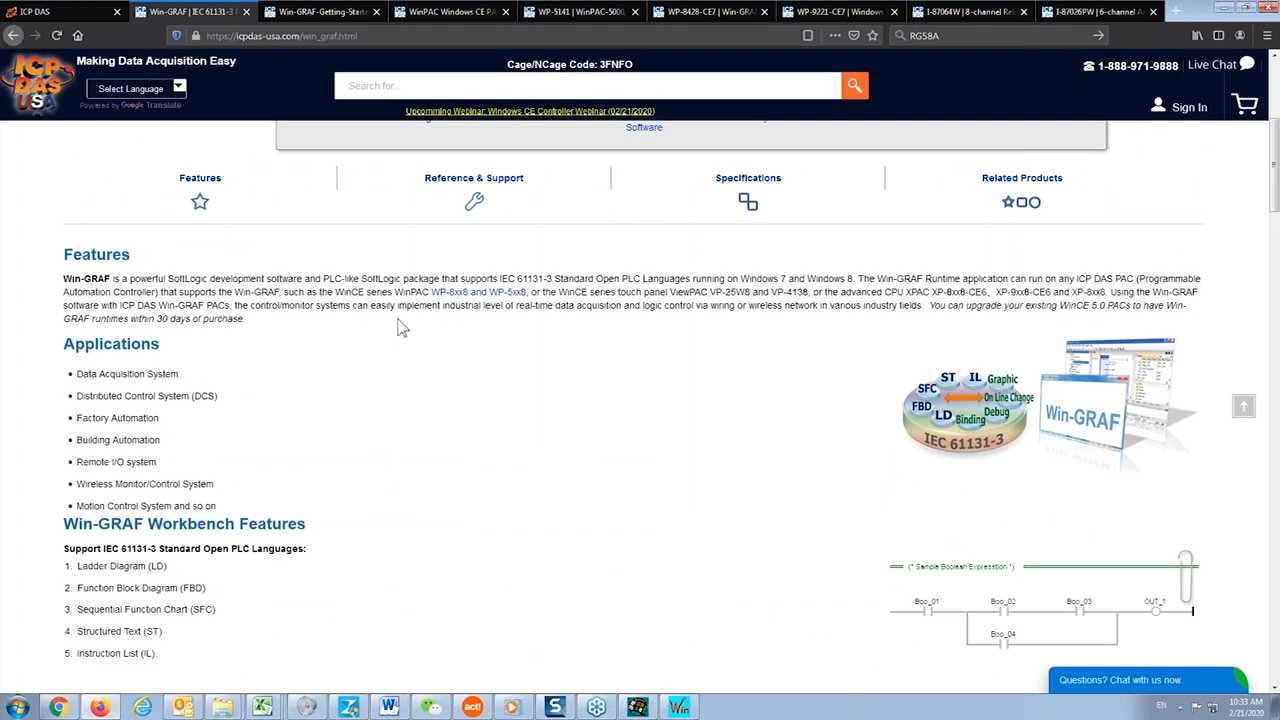 ICP DAS
Win-GRAF | IEC 61131-3
Win-GRAF-Getting-Starte
WinPAC Windows CE PAC
WP-5141 | WinPAC-5000,
WP-8428-CE7 | Win-GRA
WP-9221-CE7 | Windows
I-87064W | 8-channel Rela
I-87026PW | 6-channel An
https://icpdas-usa.com/win_graf.html
RG58A
ICP DAS USA
Making Data Acquisition Easy
Select Language
Powered by Google Translate
Cage/NCage Code: 3FNFO
Search for...
Upcomming Webinar: Windows CE Controller Webinar (02/21/2020)
1-888-971-9888
Live Chat
Sign In
Software
Features
Reference & Support
Specifications
Related Products
Features
Win-GRAF is a powerful SoftLogic development software and PLC-like SoftLogic package that supports IEC 61131-3 Standard Open PLC Languages running on Windows 7 and Windows 8. The Win-GRAF Runtime application can run on any ICP DAS PAC (Programable
Automation Controller) that supports the Win-GRAF, such as the WinCE series WinPAC WP-8xx8 and WP-5xx8, or the WinCE series touch panel ViewPAC VP-25W8 and VP-4138, or the advanced CPU XPAC XP-8xx8-CE6、XP-9xx8-CE6 and XP-8xx8. Using the Win-GRAF
software with ICP DAS Win-GRAF PACs, the control/monitor systems can easily implement industrial level of real-time data acquisition and logic control via wiring or wireless network in various industry fields. You can upgrade your existing WinCE 5.0 PACs to have Win-
GRAF runtimes within 30 days of purchase.
Applications
• Data Acquisition System
• Distributed Control System (DCS)
• Factory Automation
• Building Automation
• Remote I/O system
• Wireless Monitor/Control System
• Motion Control System and so on
ST IL Graphic
SFC On Line Change
FBD LD Binding Debug
IEC 61131-3
Win-GRAF
Win-GRAF Workbench Features
Support IEC 61131-3 Standard Open PLC Languages:
1. Ladder Diagram (LD)
2. Function Block Diagram (FBD)
3. Sequential Function Chart (SFC)
4. Structured Text (ST)
5. Instruction List (IL)
(* Sample Boolean Expresstion *)
Boo_01 Boo_02 Boo_03 OUT_1
Boo_04
Questions? Chat with us now.
EN
10:33 AM
2/21/2020